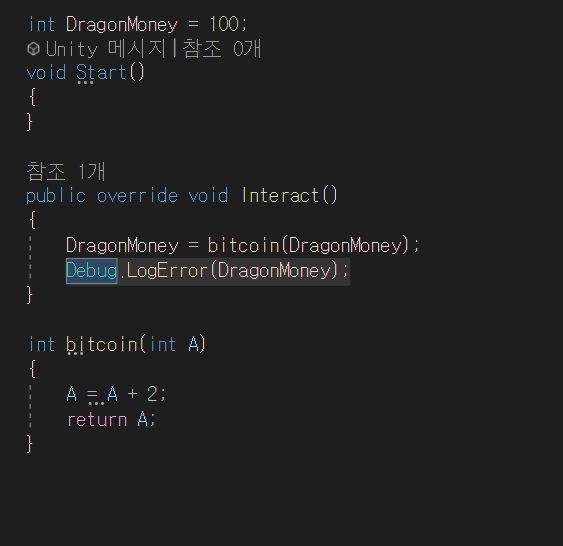 int DragonMoney = 100;
Unity 메시지|참조 0개
void Start()
{
}
참조 1개
public override void Interact()
{
DragonMoney = bitcoin(DragonMoney);
Debug.LogError(DragonMoney);
}
int bitcoin(int A)
{
A = A + 2;
return A;
}